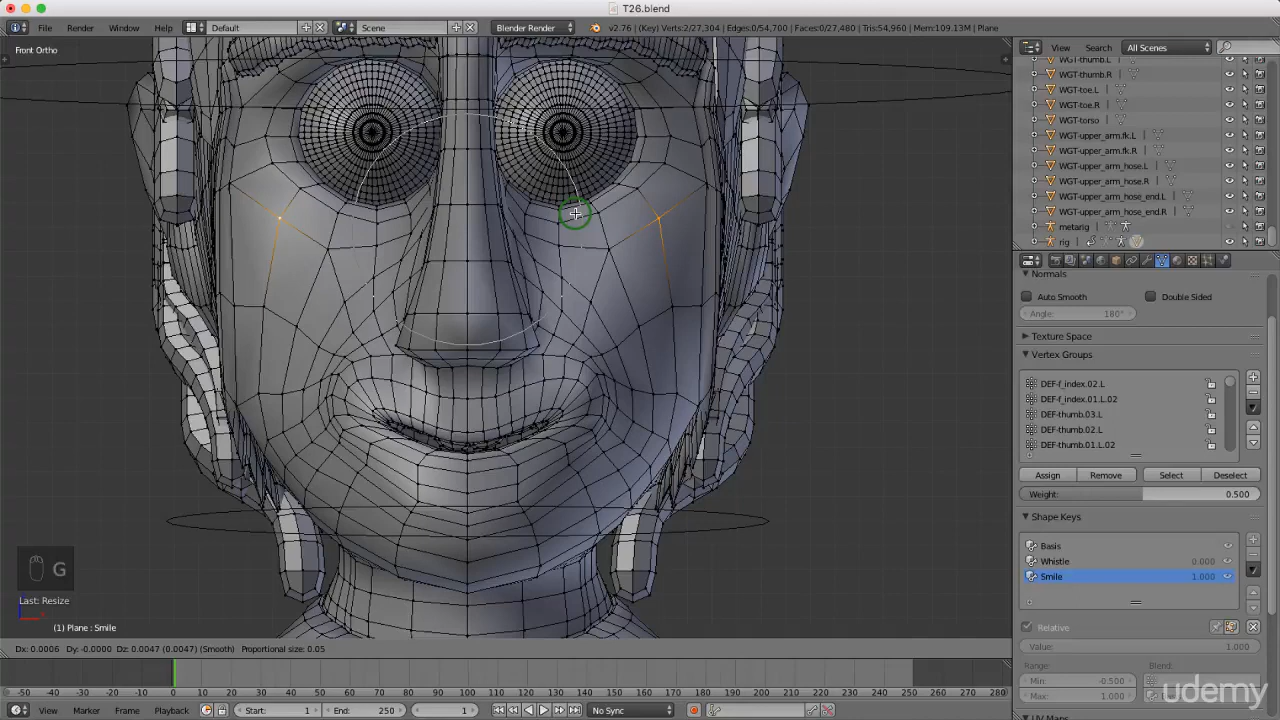 T26.blend
File Render Window Help Default Scene Blender Render v2.76 | (Key) Verts:2/27,304 | Edges:0/54,700 | Faces:0/27,480 | Tris:54,960 | Mem:109.13M | Plane
Front Ortho
View Search All Scenes
WGT-thumb.L
WGT-thumb.R
WGT-toe.L
WGT-toe.R
WGT-torso
WGT-upper_arm.fk.L
WGT-upper_arm.fk.R
WGT-upper_arm_hose.L
WGT-upper_arm_hose.R
WGT-upper_arm_hose_end.L
WGT-upper_arm_hose_end.R
metarig
rig
Normals
Auto Smooth Double Sided
Angle: 180°
Texture Space
Vertex Groups
DEF-f_index.02.L
DEF-f_index.01.L.02
DEF-thumb.03.L
DEF-thumb.02.L
DEF-thumb.01.L.02
Assign Remove Select Deselect
Weight: 0.500
Shape Keys
Basis
Whistle 0.000
Smile 1.000
Relative
Value: 1.000
Range: Blend:
Min: -0.500
Max: 1.000
UV Maps
udemy
G
Last: Resize
(1) Plane : Smile
Dx: 0.0006 Dy: -0.0000 Dz: 0.0047 (0.0047) (Smooth) Proportional size: 0.05
-50 -40 -30 -20 -10 0 10 20 30 40 50 60 70 80 90 100 110 120 130 140 150 160 170 180 190 200 210 220 230 240 250 260 270 280
View Marker Frame Playback Start: 1 End: 250 1 No Sync